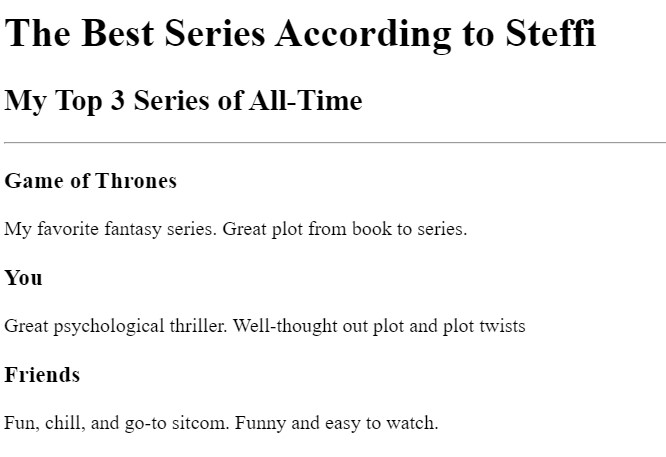 The Best Series According to Steffi
My Top 3 Series of All-Time
Game of Thrones
My favorite fantasy series. Great plot from book to series.
You
Great psychological thriller. Well-thought out plot and plot twists
Friends
Fun, chill, and go-to sitcom. Funny and easy to watch.